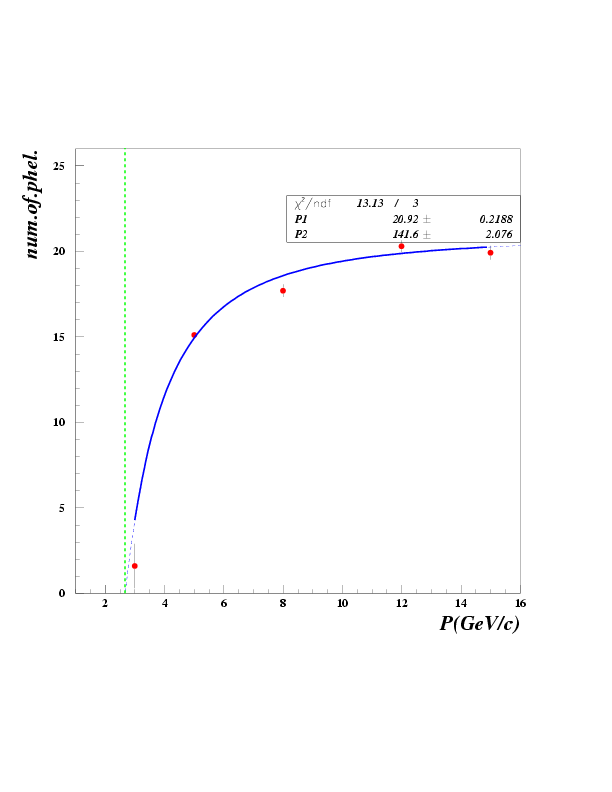 num.of.phel.
25
20
15
10
5
0
χ²/ndf 13.13 / 3
P1 20.92 ± 0.2188
P2 141.6 ± 2.076
2 4 6 8 10 12 14 16
P(GeV/c)